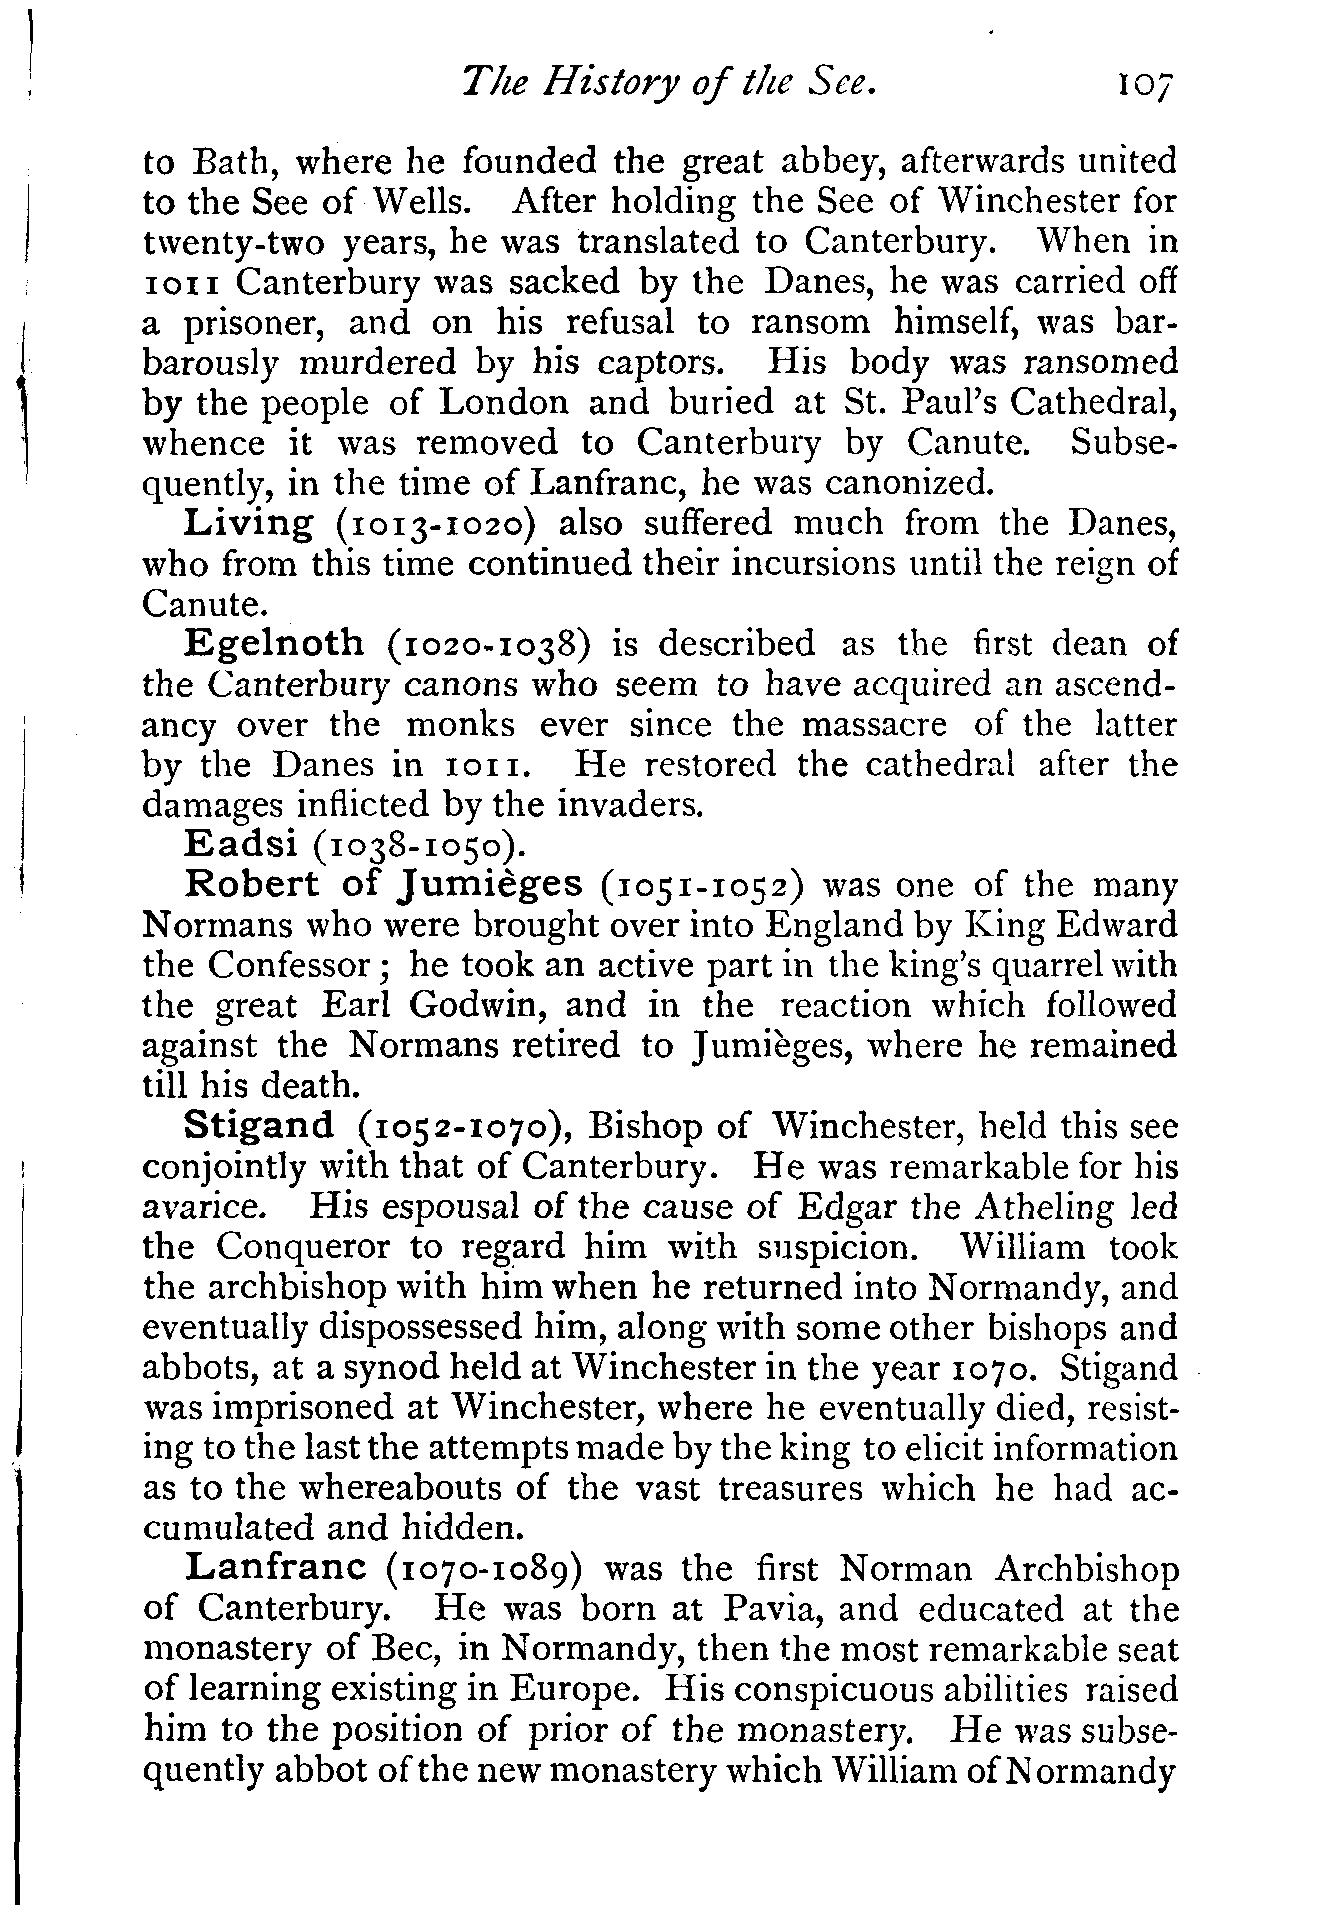 The History of the See. 107
to Bath, where he founded the great abbey, afterwards united
to the See of Wells. After holding the See of Winchester for
twenty-two years, he was translated to Canterbury. When in
1011 Canterbury was sacked by the Danes, he was carried off
a prisoner, and on his refusal to ransom himself, was bar-
barously murdered by his captors. His body was ransomed
by the people of London and buried at St. Paul's Cathedral,
whence it was removed to Canterbury by Canute. Subse-
quently, in the time of Lanfranc, he was canonized.
Living (1013-1020) also suffered much from the Danes,
who from this time continued their incursions until the reign of
Canute.
Egelnoth (1020-1038) is described as the first dean of
the Canterbury canons who seem to have acquired an ascend-
ancy over the monks ever since the massacre of the latter
by the Danes in 1011. He restored the cathedral after the
damages inflicted by the invaders.
Eadsi (1038-1050).
Robert of Jumièges (1051-1052) was one of the many
Normans who were brought over into England by King Edward
the Confessor; he took an active part in the king's quarrel with
the great Earl Godwin, and in the reaction which followed
against the Normans retired to Jumièges, where he remained
till his death.
Stigand (1052-1070), Bishop of Winchester, held this see
conjointly with that of Canterbury. He was remarkable for his
avarice. His espousal of the cause of Edgar the Atheling led
the Conqueror to regard him with suspicion. William took
the archbishop with him when he returned into Normandy, and
eventually dispossessed him, along with some other bishops and
abbots, at a synod held at Winchester in the year 1070. Stigand
was imprisoned at Winchester, where he eventually died, resist-
ing to the last the attempts made by the king to elicit information
as to the whereabouts of the vast treasures which he had ac-
cumulated and hidden.
Lanfranc (1070-1089) was the first Norman Archbishop
of Canterbury. He was born at Pavia, and educated at the
monastery of Bec, in Normandy, then the most remarkable seat
of learning existing in Europe. His conspicuous abilities raised
him to the position of prior of the monastery. He was subse-
quently abbot of the new monastery which William of Normandy